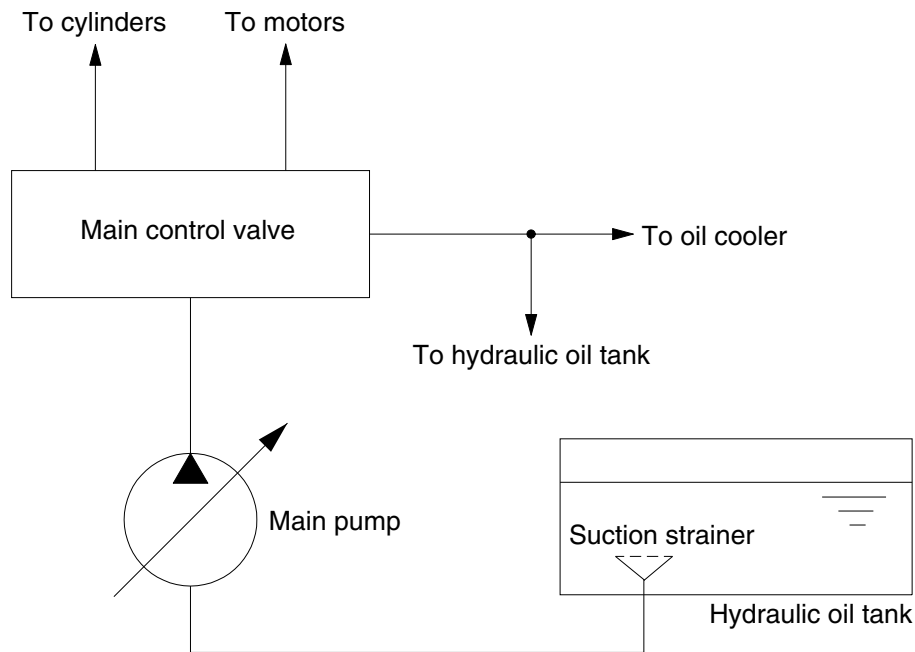 To cylinders
To motors
Main control valve
To oil cooler
To hydraulic oil tank
Main pump
Suction strainer
Hydraulic oil tank